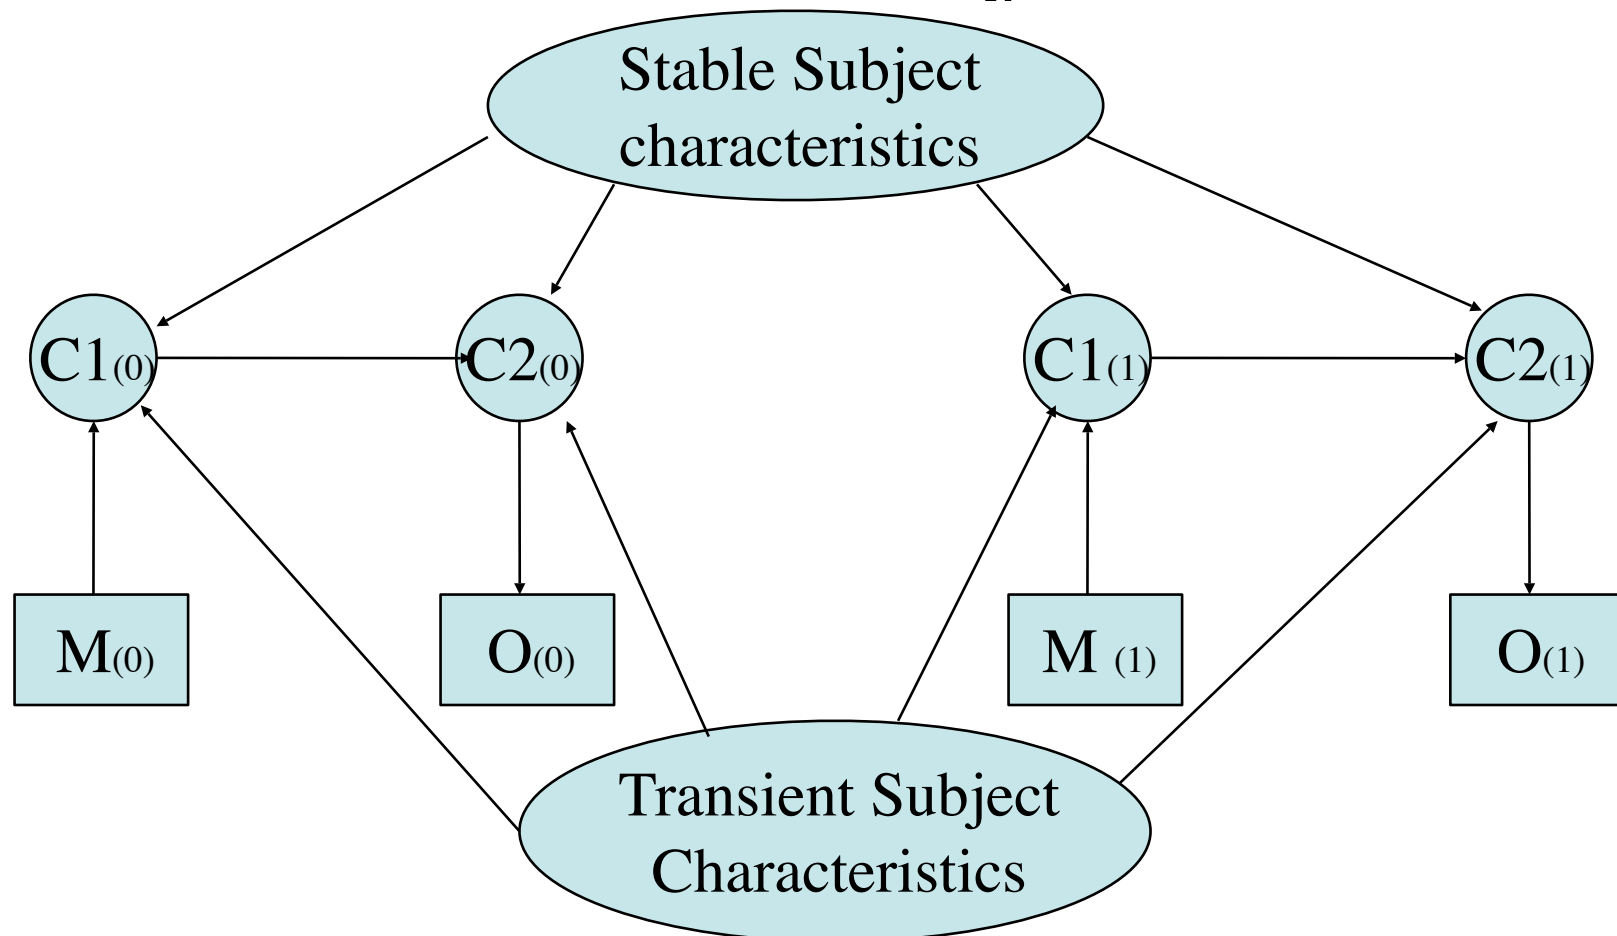 Stable Subject
characteristics
C1(0) C2(0) C1(1) C2(1)
M(0) O(0) M (1) O(1)
Transient Subject
Characteristics